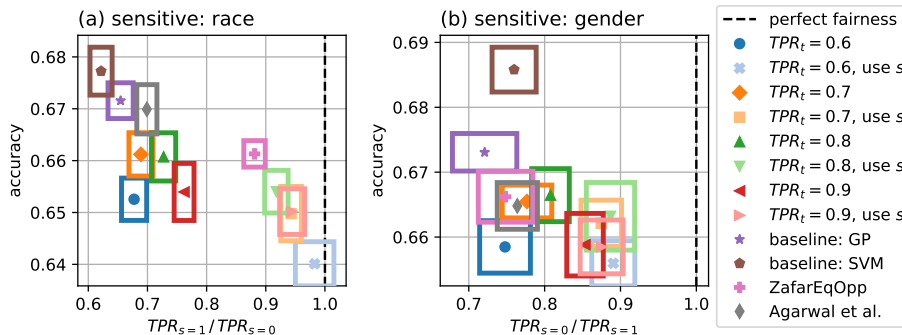 (a) sensitive: race
0.68
0.67
0.66
0.65
0.64
accuracy
0.6 0.7 0.8 0.9 1.0
TPR_{s=1} / TPR_{s=0}
(b) sensitive: gender
0.69
0.68
0.67
0.66
accuracy
0.7 0.8 0.9 1.0
TPR_{s=0} / TPR_{s=1}
perfect fairness
TPR_t = 0.6
TPR_t = 0.6, use s
TPR_t = 0.7
TPR_t = 0.7, use s
TPR_t = 0.8
TPR_t = 0.8, use s
TPR_t = 0.9
TPR_t = 0.9, use s
baseline: GP
baseline: SVM
ZafarEqOpp
Agarwal et al.